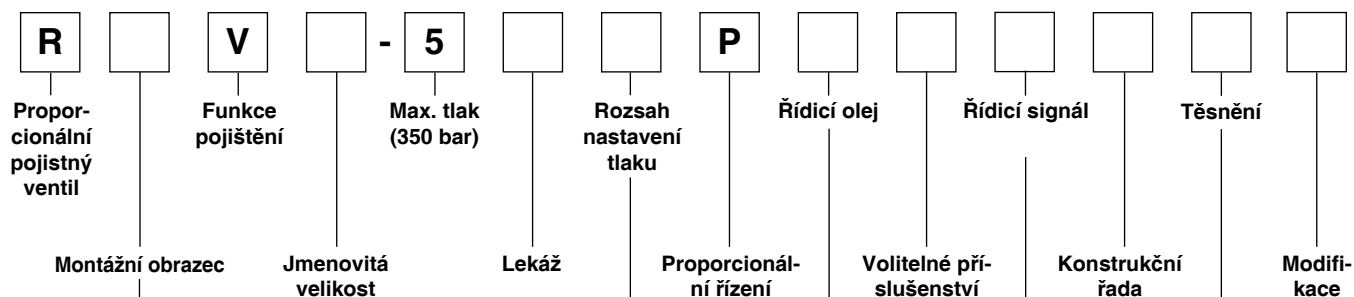 R V - 5 P
Propor-
cionální
pojistný
ventil
Funkce
pojištění
Max. tlak
(350 bar)
Rozsah
nastavení
tlaku
Řídicí olej
Řídicí signál
Těsnění
Montážní obrazec
Jmenovitá
velikost
Lekáž
Proporcionál-
ní řízení
Volitelné pří-
slušenství
Konstrukční
řada
Modifi-
kace